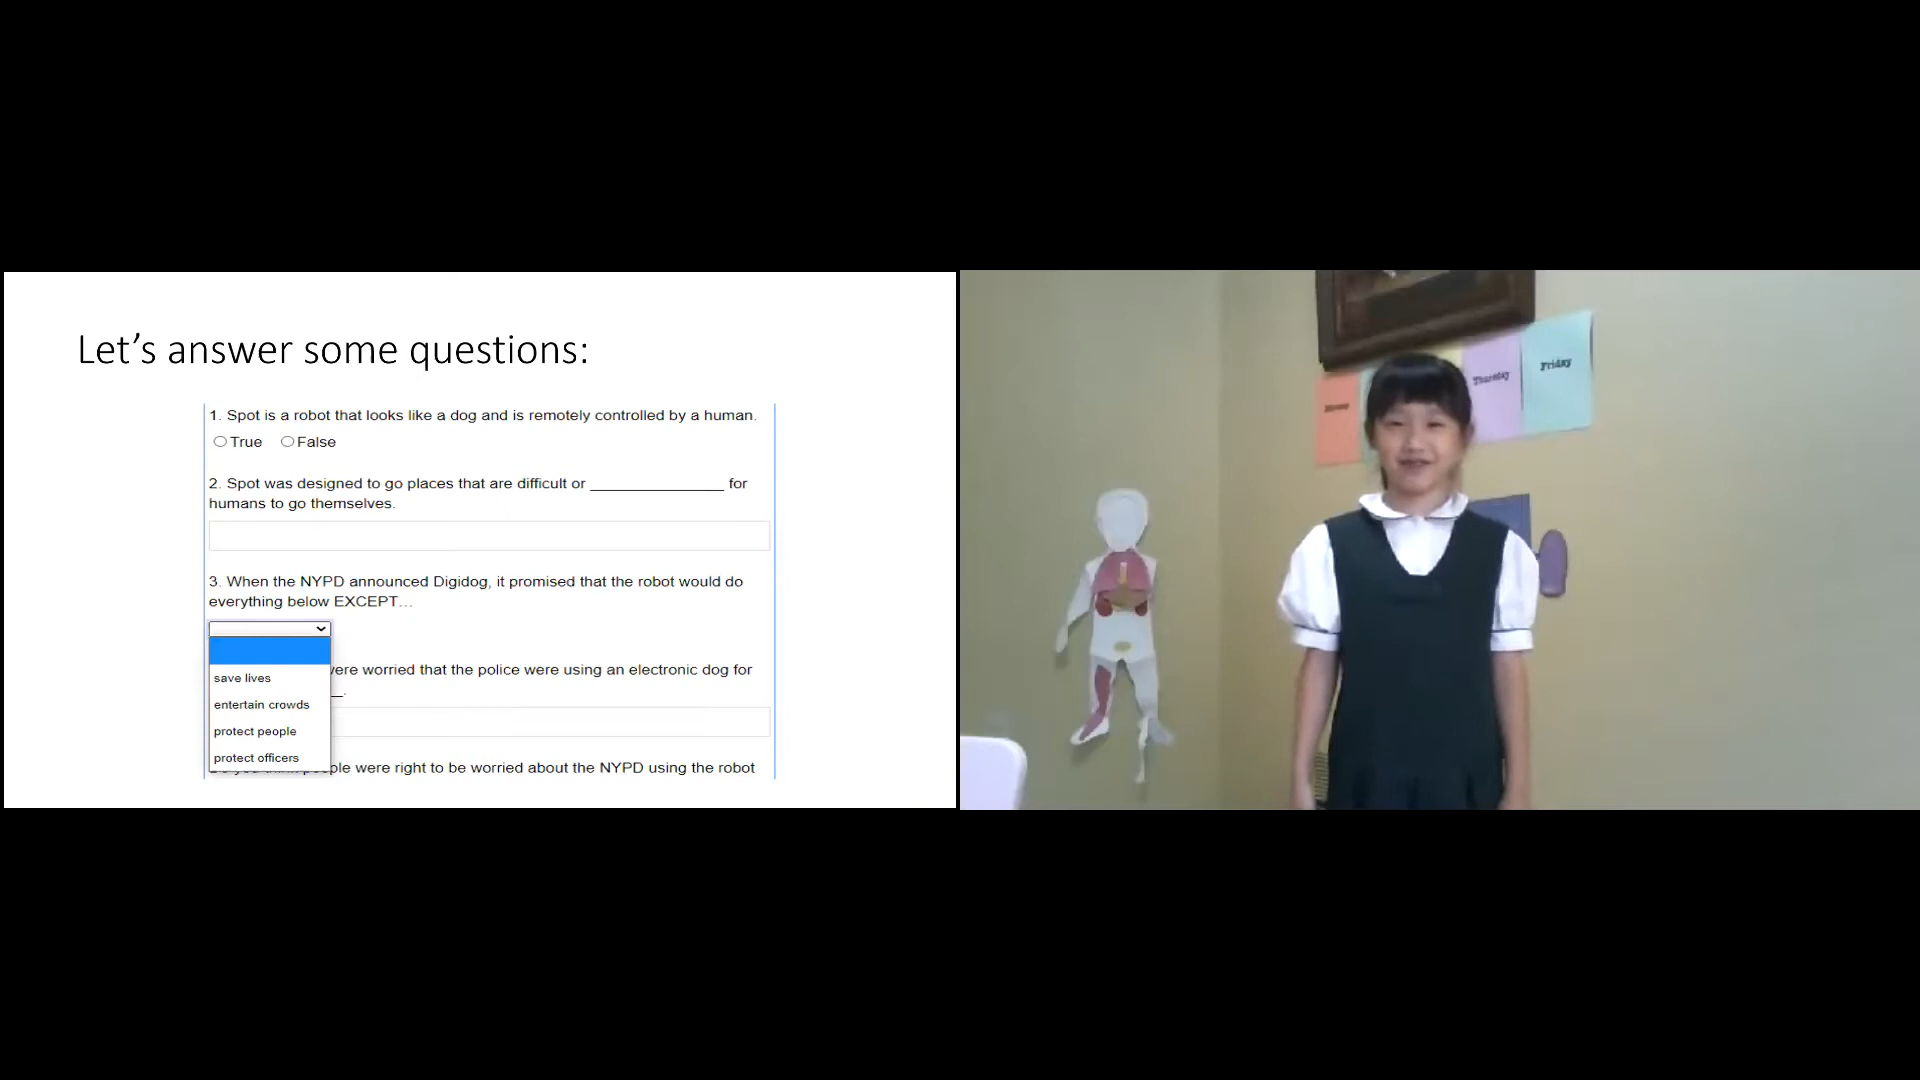 Let's answer some questions:
1. Spot is a robot that looks like a dog and is remotely controlled by a human.
True False
2. Spot was designed to go places that are difficult or ________________ for
humans to go themselves.
3. When the NYPD announced Digidog, it promised that the robot would do
everything below EXCEPT…
were worried that the police were using an electronic dog for
save lives
entertain crowds
protect people
protect officers
were right to be worried about the NYPD using the robot
Thursday
Friday